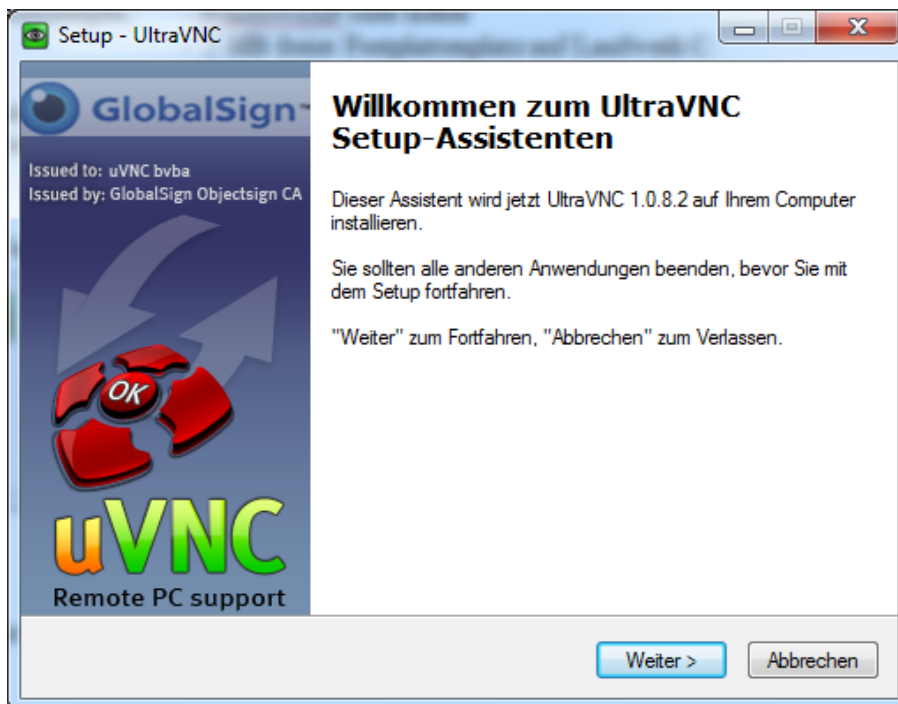 Setup - UltraVNC
GlobalSign
Issued to: uVNC bvba
Issued by: GlobalSign Objectsign CA
OK
uVNC
Remote PC support
Willkommen zum UltraVNC
Setup-Assistenten
Dieser Assistent wird jetzt UltraVNC 1.0.8.2 auf Ihrem Computer
installieren.
Sie sollten alle anderen Anwendungen beenden, bevor Sie mit
dem Setup fortfahren.
"Weiter" zum Fortfahren, "Abbrechen" zum Verlassen.
Weiter >
Abbrechen